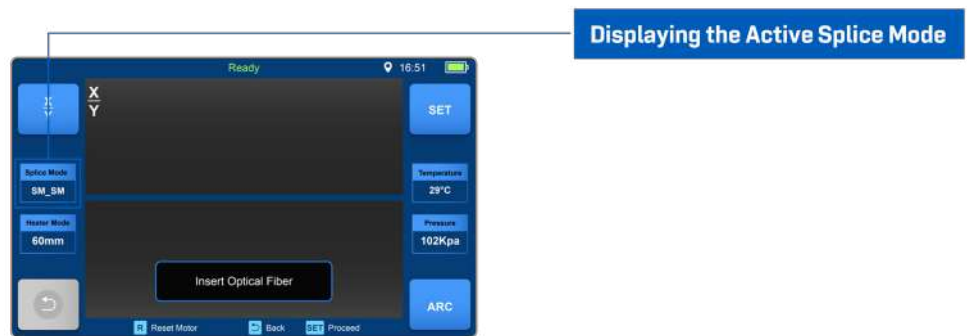 Displaying the Active Splice Mode
Ready
16:51
X
Y
X
Y
SET
Splice Mode
SM_SM
Temperature
29°C
Heater Mode
60mm
Pressure
102Kpa
Insert Optical Fiber
ARC
R Reset Motor
Back
SET Proceed